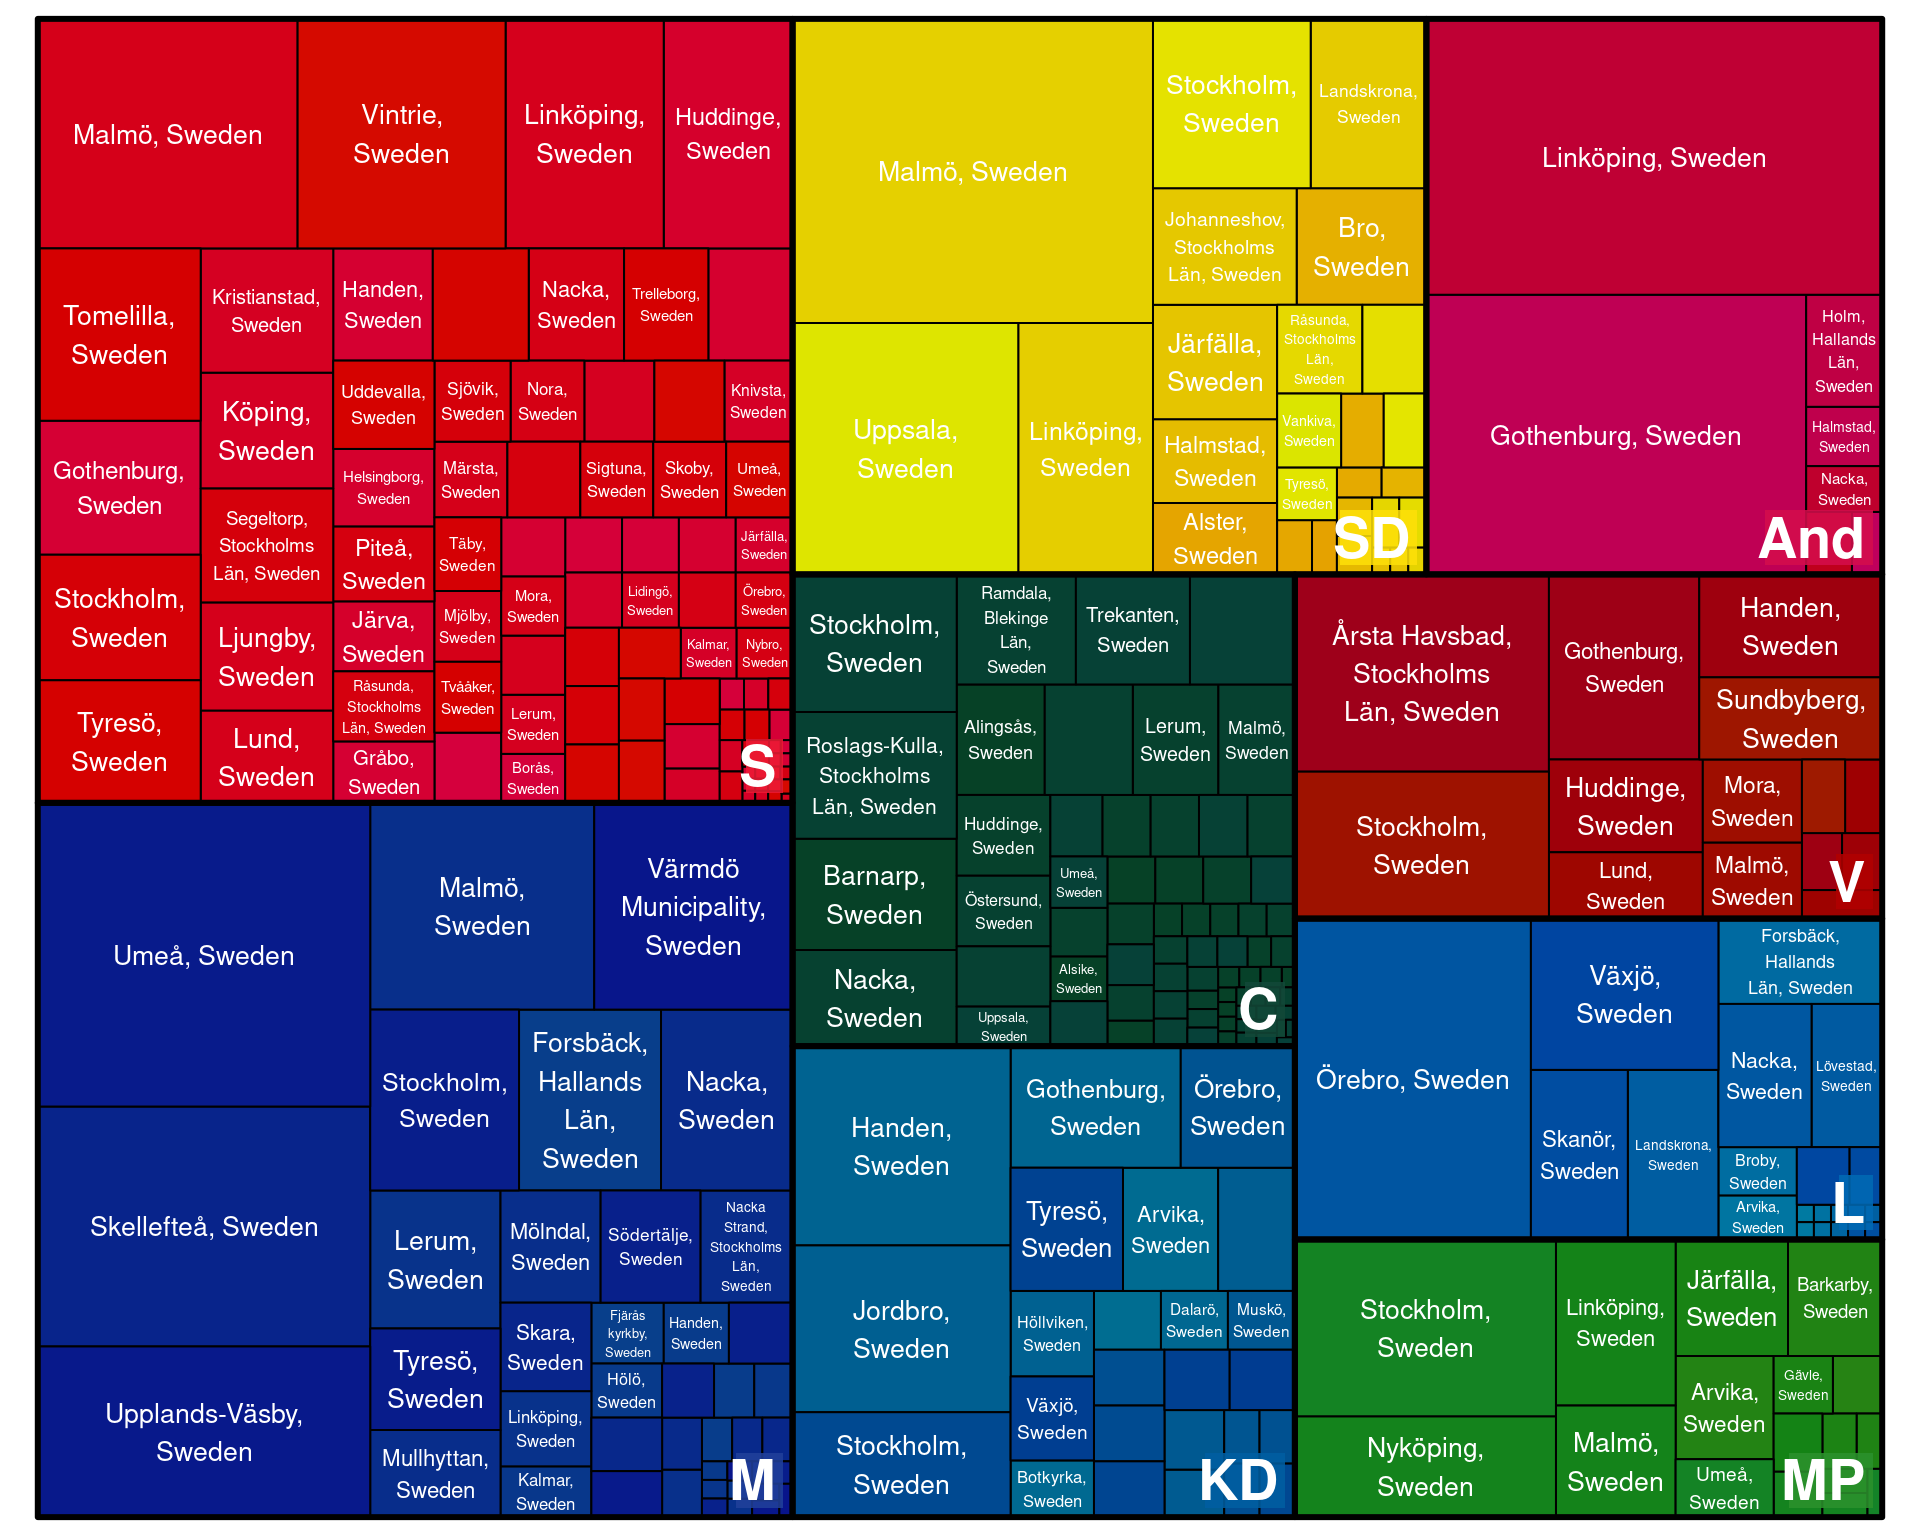 Malmö, Sweden
Vintrie,
Sweden
Linköping,
Sweden
Huddinge,
Sweden
Tomelilla,
Sweden
Kristianstad,
Sweden
Handen,
Sweden
Nacka,
Sweden
Trelleborg,
Sweden
Gothenburg,
Sweden
Köping,
Sweden
Uddevalla,
Sweden
Sjövik,
Sweden
Nora,
Sweden
Knivsta,
Sweden
Helsingborg,
Sweden
Märsta,
Sweden
Sigtuna,
Sweden
Skoby,
Sweden
Umeå,
Sweden
Stockholm,
Sweden
Segeltorp,
Stockholms
Län, Sweden
Piteå,
Sweden
Täby,
Sweden
Järfälla,
Sweden
Mora,
Sweden
Lidingö,
Sweden
Örebro,
Sweden
Ljungby,
Sweden
Järva,
Sweden
Mjölby,
Sweden
Kalmar,
Sweden
Nybro,
Sweden
Tyresö,
Sweden
Lund,
Sweden
Råsunda,
Stockholms
Län, Sweden
Tvååker,
Sweden
Lerum,
Sweden
Gråbo,
Sweden
Borås,
Sweden
S
Malmö, Sweden
Stockholm,
Sweden
Landskrona,
Sweden
Johanneshov,
Stockholms
Län, Sweden
Bro,
Sweden
Uppsala,
Sweden
Linköping,
Sweden
Järfälla,
Sweden
Råsunda,
Stockholms
Län,
Sweden
Halmstad,
Sweden
Vankiva,
Sweden
Alster,
Sweden
Tyresö,
Sweden
SD
Linköping, Sweden
Gothenburg, Sweden
Holm,
Hallands
Län,
Sweden
Halmstad,
Sweden
Nacka,
Sweden
And
Stockholm,
Sweden
Ramdala,
Blekinge
Län,
Sweden
Trekanten,
Sweden
Roslags-Kulla,
Stockholms
Län, Sweden
Alingsås,
Sweden
Lerum,
Sweden
Malmö,
Sweden
Barnarp,
Sweden
Huddinge,
Sweden
Östersund,
Sweden
Umeå,
Sweden
Nacka,
Sweden
Alsike,
Sweden
Uppsala,
Sweden
C
Årsta Havsbad,
Stockholms
Län, Sweden
Gothenburg,
Sweden
Handen,
Sweden
Sundbyberg,
Sweden
Stockholm,
Sweden
Huddinge,
Sweden
Mora,
Sweden
Lund,
Sweden
Malmö,
Sweden
V
Umeå, Sweden
Malmö,
Sweden
Värmdö
Municipality,
Sweden
Skellefteå, Sweden
Stockholm,
Sweden
Forsbäck,
Hallands
Län,
Sweden
Nacka,
Sweden
Upplands-Väsby,
Sweden
Lerum,
Sweden
Mölndal,
Sweden
Södertälje,
Sweden
Nacka
Strand,
Stockholms
Län,
Sweden
Tyresö,
Sweden
Skara,
Sweden
Fjärås
kyrkby,
Sweden
Handen,
Sweden
Hölö,
Sweden
Mullhyttan,
Sweden
Linköping,
Sweden
Kalmar,
Sweden
M
Handen,
Sweden
Gothenburg,
Sweden
Örebro,
Sweden
Jordbro,
Sweden
Tyresö,
Sweden
Arvika,
Sweden
Stockholm,
Sweden
Höllviken,
Sweden
Dalarö,
Sweden
Muskö,
Sweden
Växjö,
Sweden
Botkyrka,
Sweden
KD
Örebro, Sweden
Växjö,
Sweden
Forsbäck,
Hallands
Län, Sweden
Skanör,
Sweden
Landskrona,
Sweden
Nacka,
Sweden
Lövestad,
Sweden
Broby,
Sweden
Arvika,
Sweden
L
Stockholm,
Sweden
Linköping,
Sweden
Järfälla,
Sweden
Barkarby,
Sweden
Nyköping,
Sweden
Malmö,
Sweden
Arvika,
Sweden
Gävle,
Sweden
Umeå,
Sweden
MP